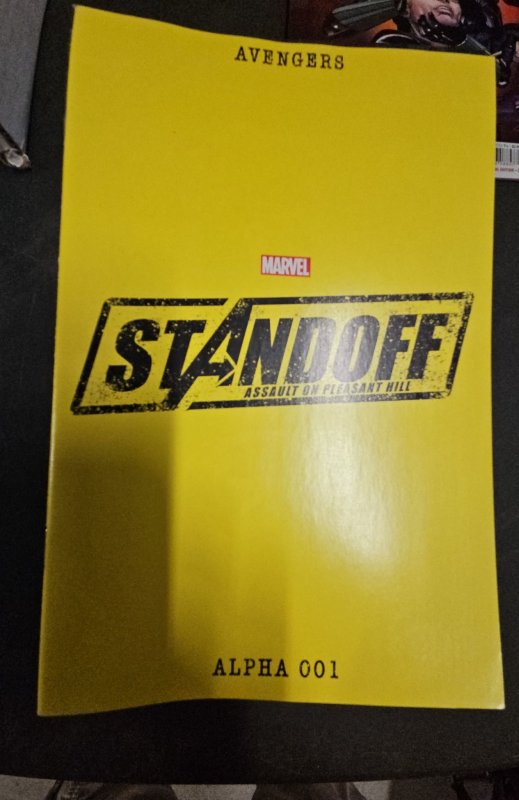 AVENGERS
MARVEL
STANDOFF
ASSAULT ON PLEASANT HILL
ALPHA 001